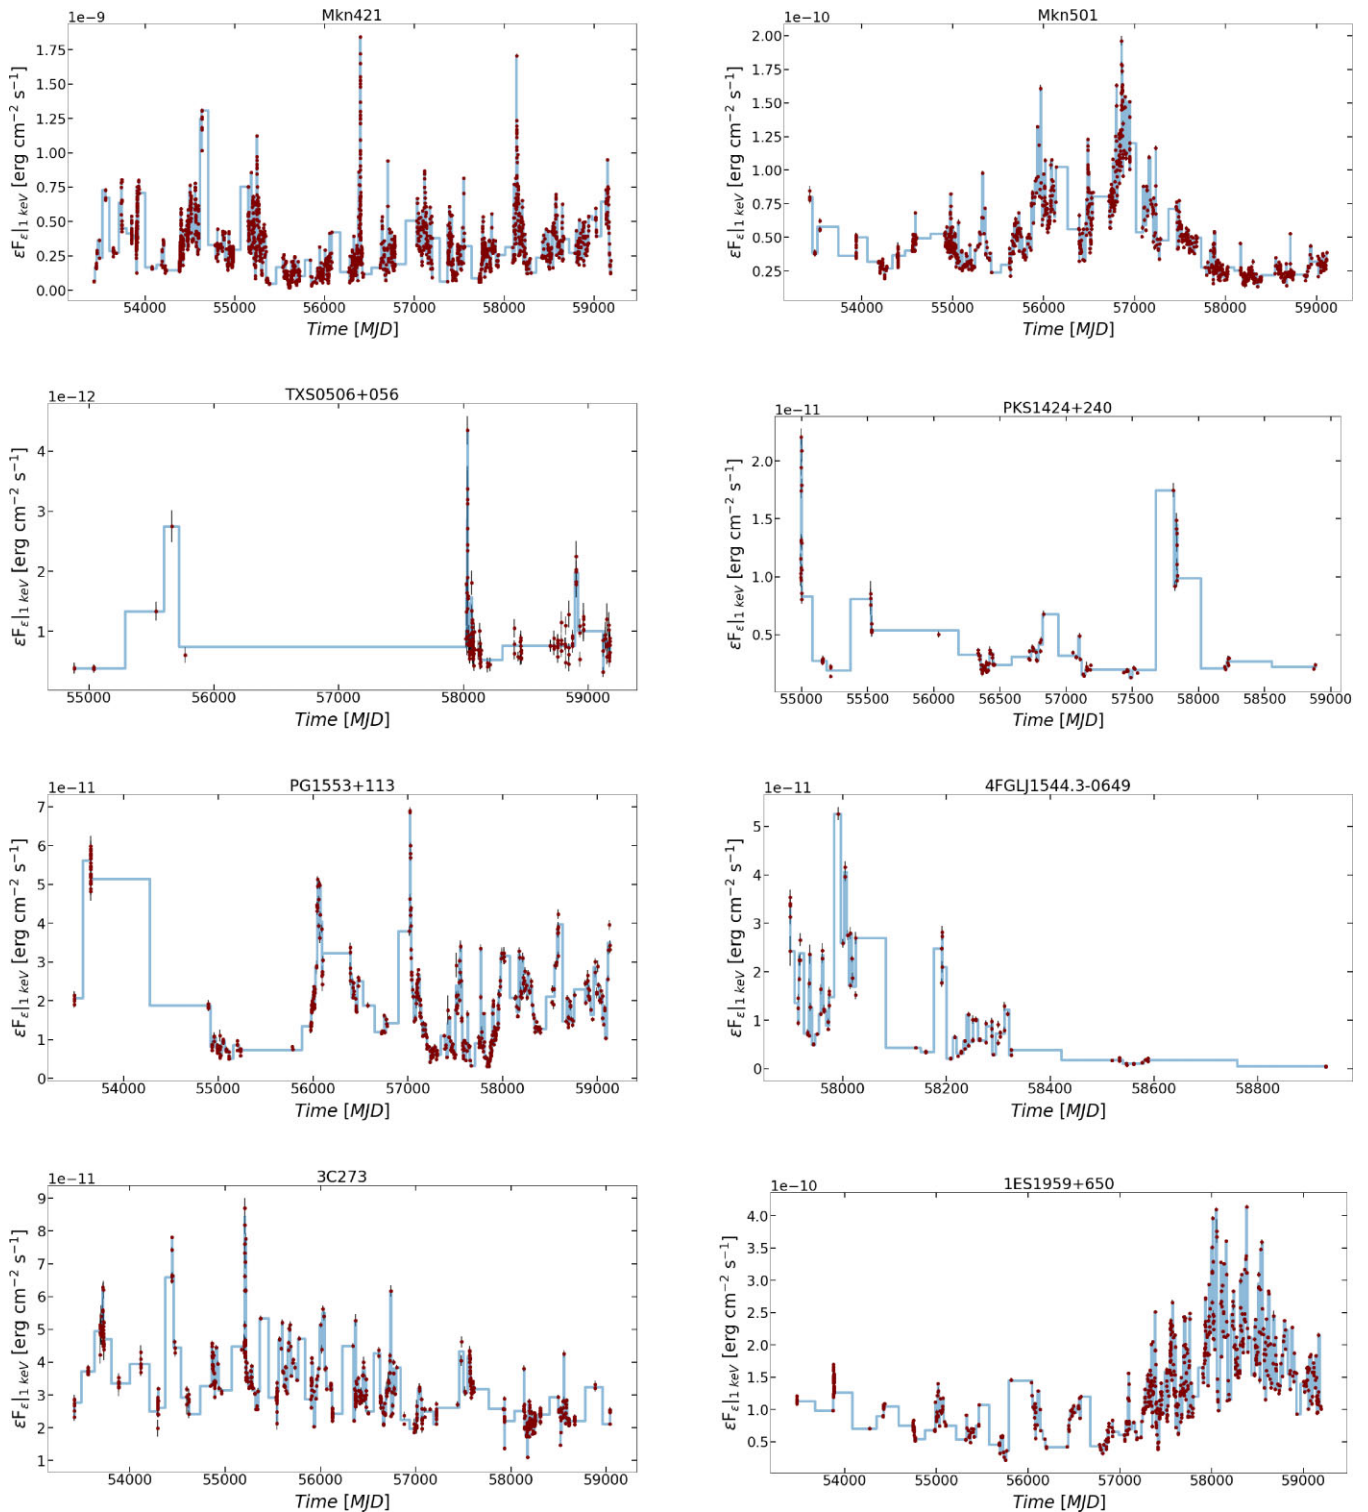 Mkn421
1e−9
εFε|1 keV [erg cm−2 s−1]
1.75
1.50
1.25
1.00
0.75
0.50
0.25
0.00
54000 55000 56000 57000 58000 59000
Time [MJD]
Mkn501
1e−10
εFε|1 keV [erg cm−2 s−1]
2.00
1.75
1.50
1.25
1.00
0.75
0.50
0.25
54000 55000 56000 57000 58000 59000
Time [MJD]
TXS0506+056
1e−12
εFε|1 keV [erg cm−2 s−1]
4
3
2
1
55000 56000 57000 58000 59000
Time [MJD]
PKS1424+240
1e−11
εFε|1 keV [erg cm−2 s−1]
2.0
1.5
1.0
0.5
55000 55500 56000 56500 57000 57500 58000 58500 59000
Time [MJD]
PG1553+113
1e−11
εFε|1 keV [erg cm−2 s−1]
7
6
5
4
3
2
1
0
54000 55000 56000 57000 58000 59000
Time [MJD]
4FGLJ1544.3-0649
1e−11
εFε|1 keV [erg cm−2 s−1]
5
4
3
2
1
0
58000 58200 58400 58600 58800
Time [MJD]
3C273
1e−11
εFε|1 keV [erg cm−2 s−1]
9
8
7
6
5
4
3
2
1
54000 55000 56000 57000 58000 59000
Time [MJD]
1ES1959+650
1e−10
εFε|1 keV [erg cm−2 s−1]
4.0
3.5
3.0
2.5
2.0
1.5
1.0
0.5
54000 55000 56000 57000 58000 59000
Time [MJD]